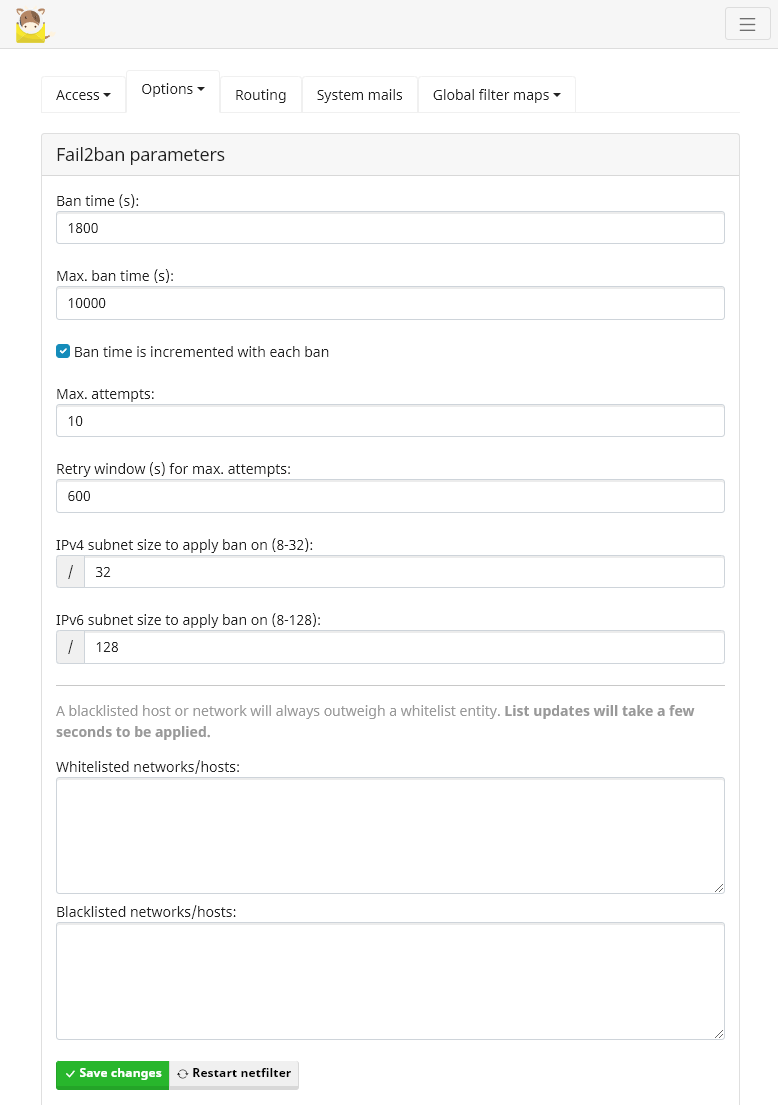 Access
Options
Routing
System mails
Global filter maps
Fail2ban parameters
Ban time (s):
1800
Max. ban time (s):
10000
Ban time is incremented with each ban
Max. attempts:
10
Retry window (s) for max. attempts:
600
IPv4 subnet size to apply ban on (8-32):
/ 32
IPv6 subnet size to apply ban on (8-128):
/ 128
A blacklisted host or network will always outweigh a whitelist entity. List updates will take a few
seconds to be applied.
Whitelisted networks/hosts:
Blacklisted networks/hosts:
Save changes
Restart netfilter